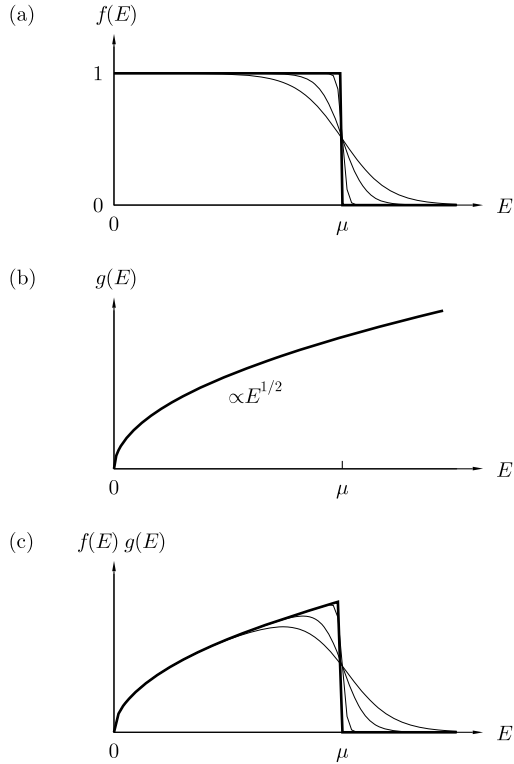 (a) f(E)
1
0 E
0 μ
(b) g(E)
∝E^{1/2}
E
0 μ
(c) f(E) g(E)
E
0 μ